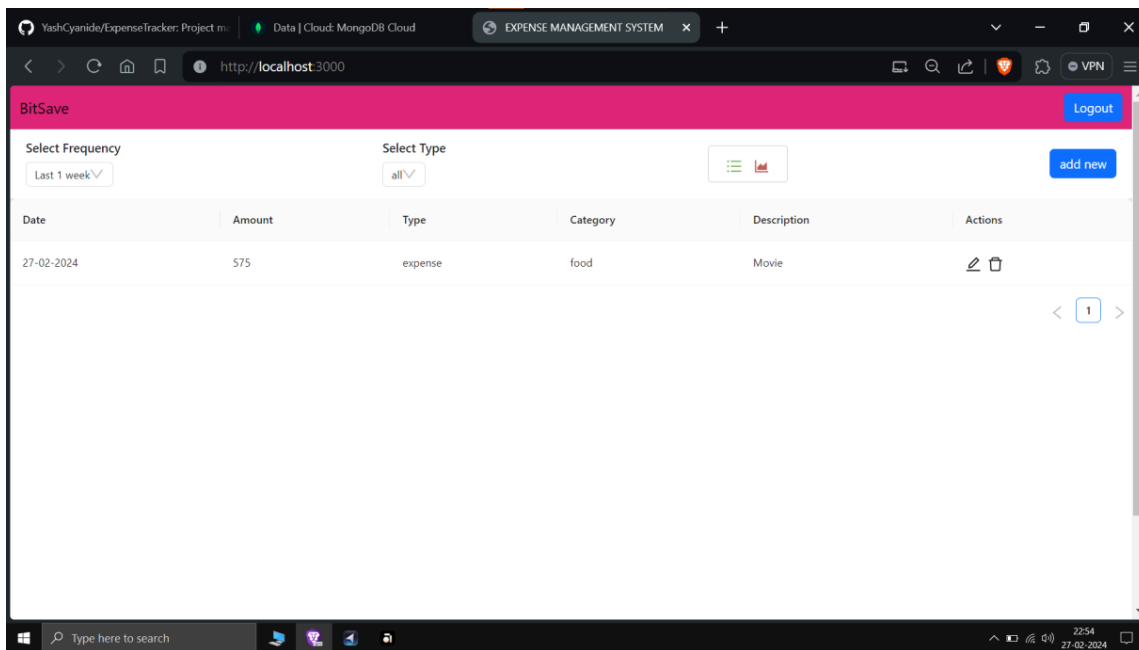 YashCyanide/ExpenseTracker: Project m
Data | Cloud: MongoDB Cloud
EXPENSE MANAGEMENT SYSTEM
http://localhost:3000
VPN
BitSave
Logout
Select Frequency
Select Type
Last 1 week
all
add new
Date Amount Type Category Description Actions
27-02-2024 575 expense food Movie
1
Type here to search
22:54
27-02-2024